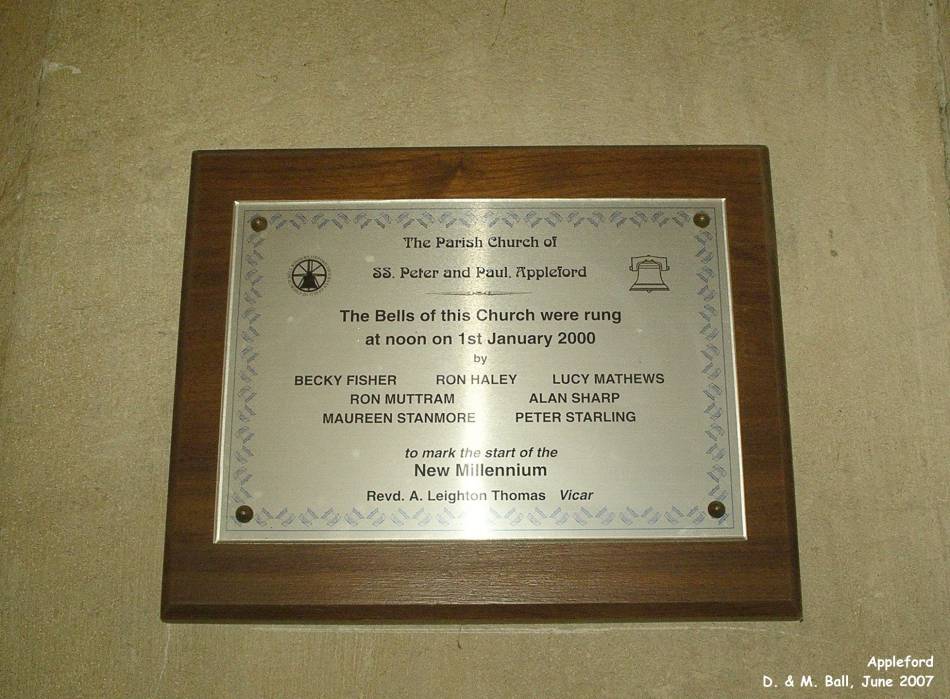 The Parish Church of
SS. Peter and Paul, Appleford
The Bells of this Church were rung
at noon on 1st January 2000
by
BECKY FISHER RON HALEY LUCY MATHEWS
RON MUTTRAM ALAN SHARP
MAUREEN STANMORE PETER STARLING
to mark the start of the
New Millennium
Revd. A. Leighton Thomas Vicar
Appleford
D. & M. Ball, June 2007